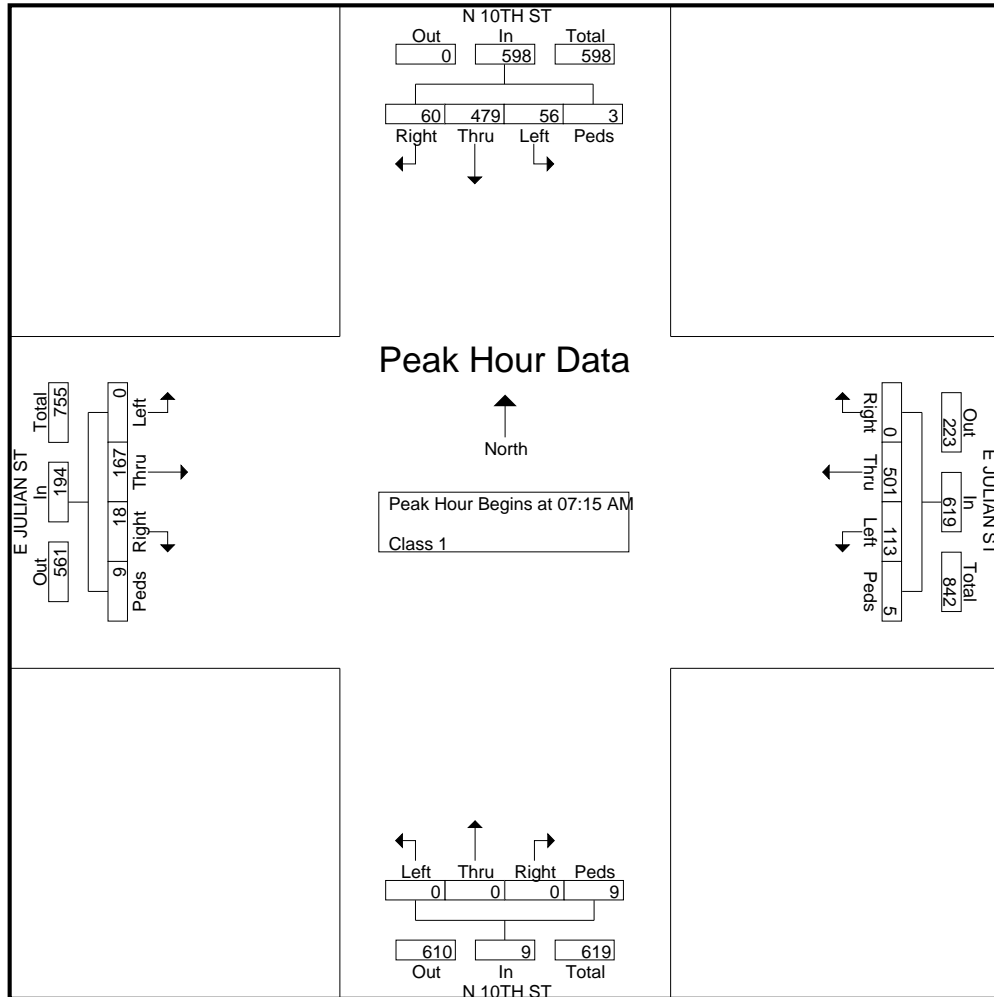 N 10TH ST
Out In Total
0 598 598
60 479 56 3
Right Thru Left Peds
Peak Hour Data
North
Peak Hour Begins at 07:15 AM
Class 1
E JULIAN ST
Total In Out
755 194 561
0 167 18 9
Left Thru Right Peds
E JULIAN ST
Out In Total
223 619 842
0 501 113 5
Right Thru Left Peds
Left Thru Right Peds
0 0 0 9
610 9 619
Out In Total
N 10TH ST